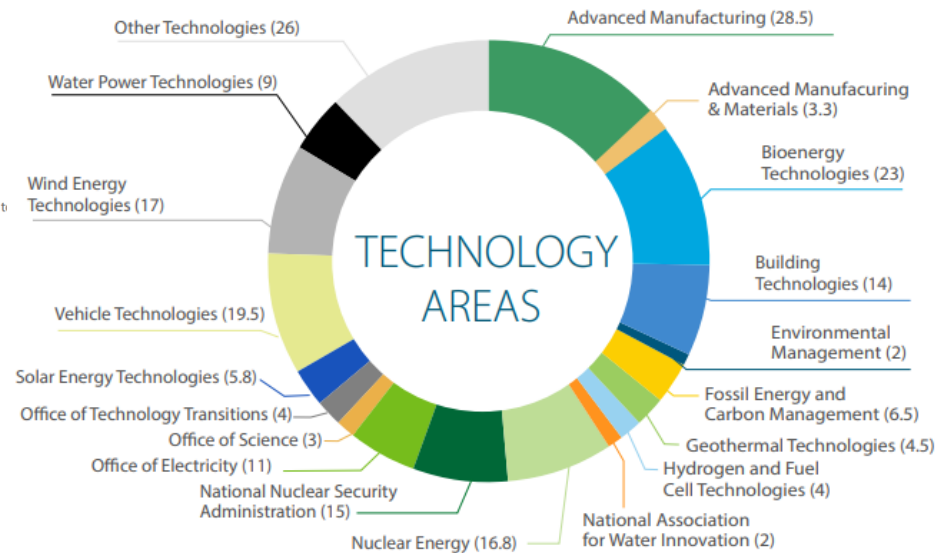 Other Technologies (26)
Advanced Manufacturing (28.5)
Water Power Technologies (9)
Advanced Manufacuring
& Materials (3.3)
Bioenergy
Technologies (23)
Wind Energy
Technologies (17)
TECHNOLOGY
AREAS
Building
Technologies (14)
Vehicle Technologies (19.5)
Environmental
Management (2)
Solar Energy Technologies (5.8)
Fossil Energy and
Carbon Management (6.5)
Office of Technology Transitions (4)
Geothermal Technologies (4.5)
Office of Science (3)
Hydrogen and Fuel
Cell Technologies (4)
Office of Electricity (11)
National Nuclear Security
Administration (15)
National Association
for Water Innovation (2)
Nuclear Energy (16.8)